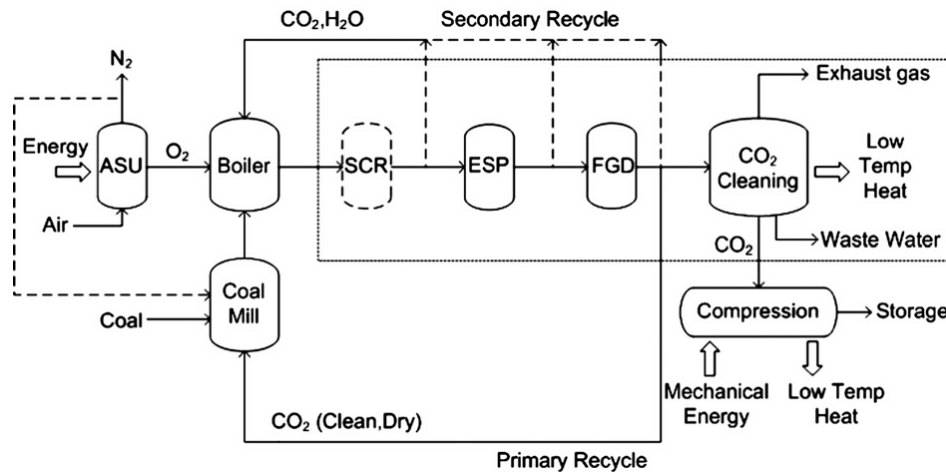 CO₂,H₂O
Secondary Recycle
N₂
Exhaust gas
Energy
ASU
O₂
Boiler
SCR
ESP
FGD
CO₂
Cleaning
Low
Temp
Heat
Air
CO₂
Waste Water
Coal
Mill
Coal
Compression
Storage
Mechanical
Energy
Low Temp
Heat
CO₂ (Clean,Dry)
Primary Recycle